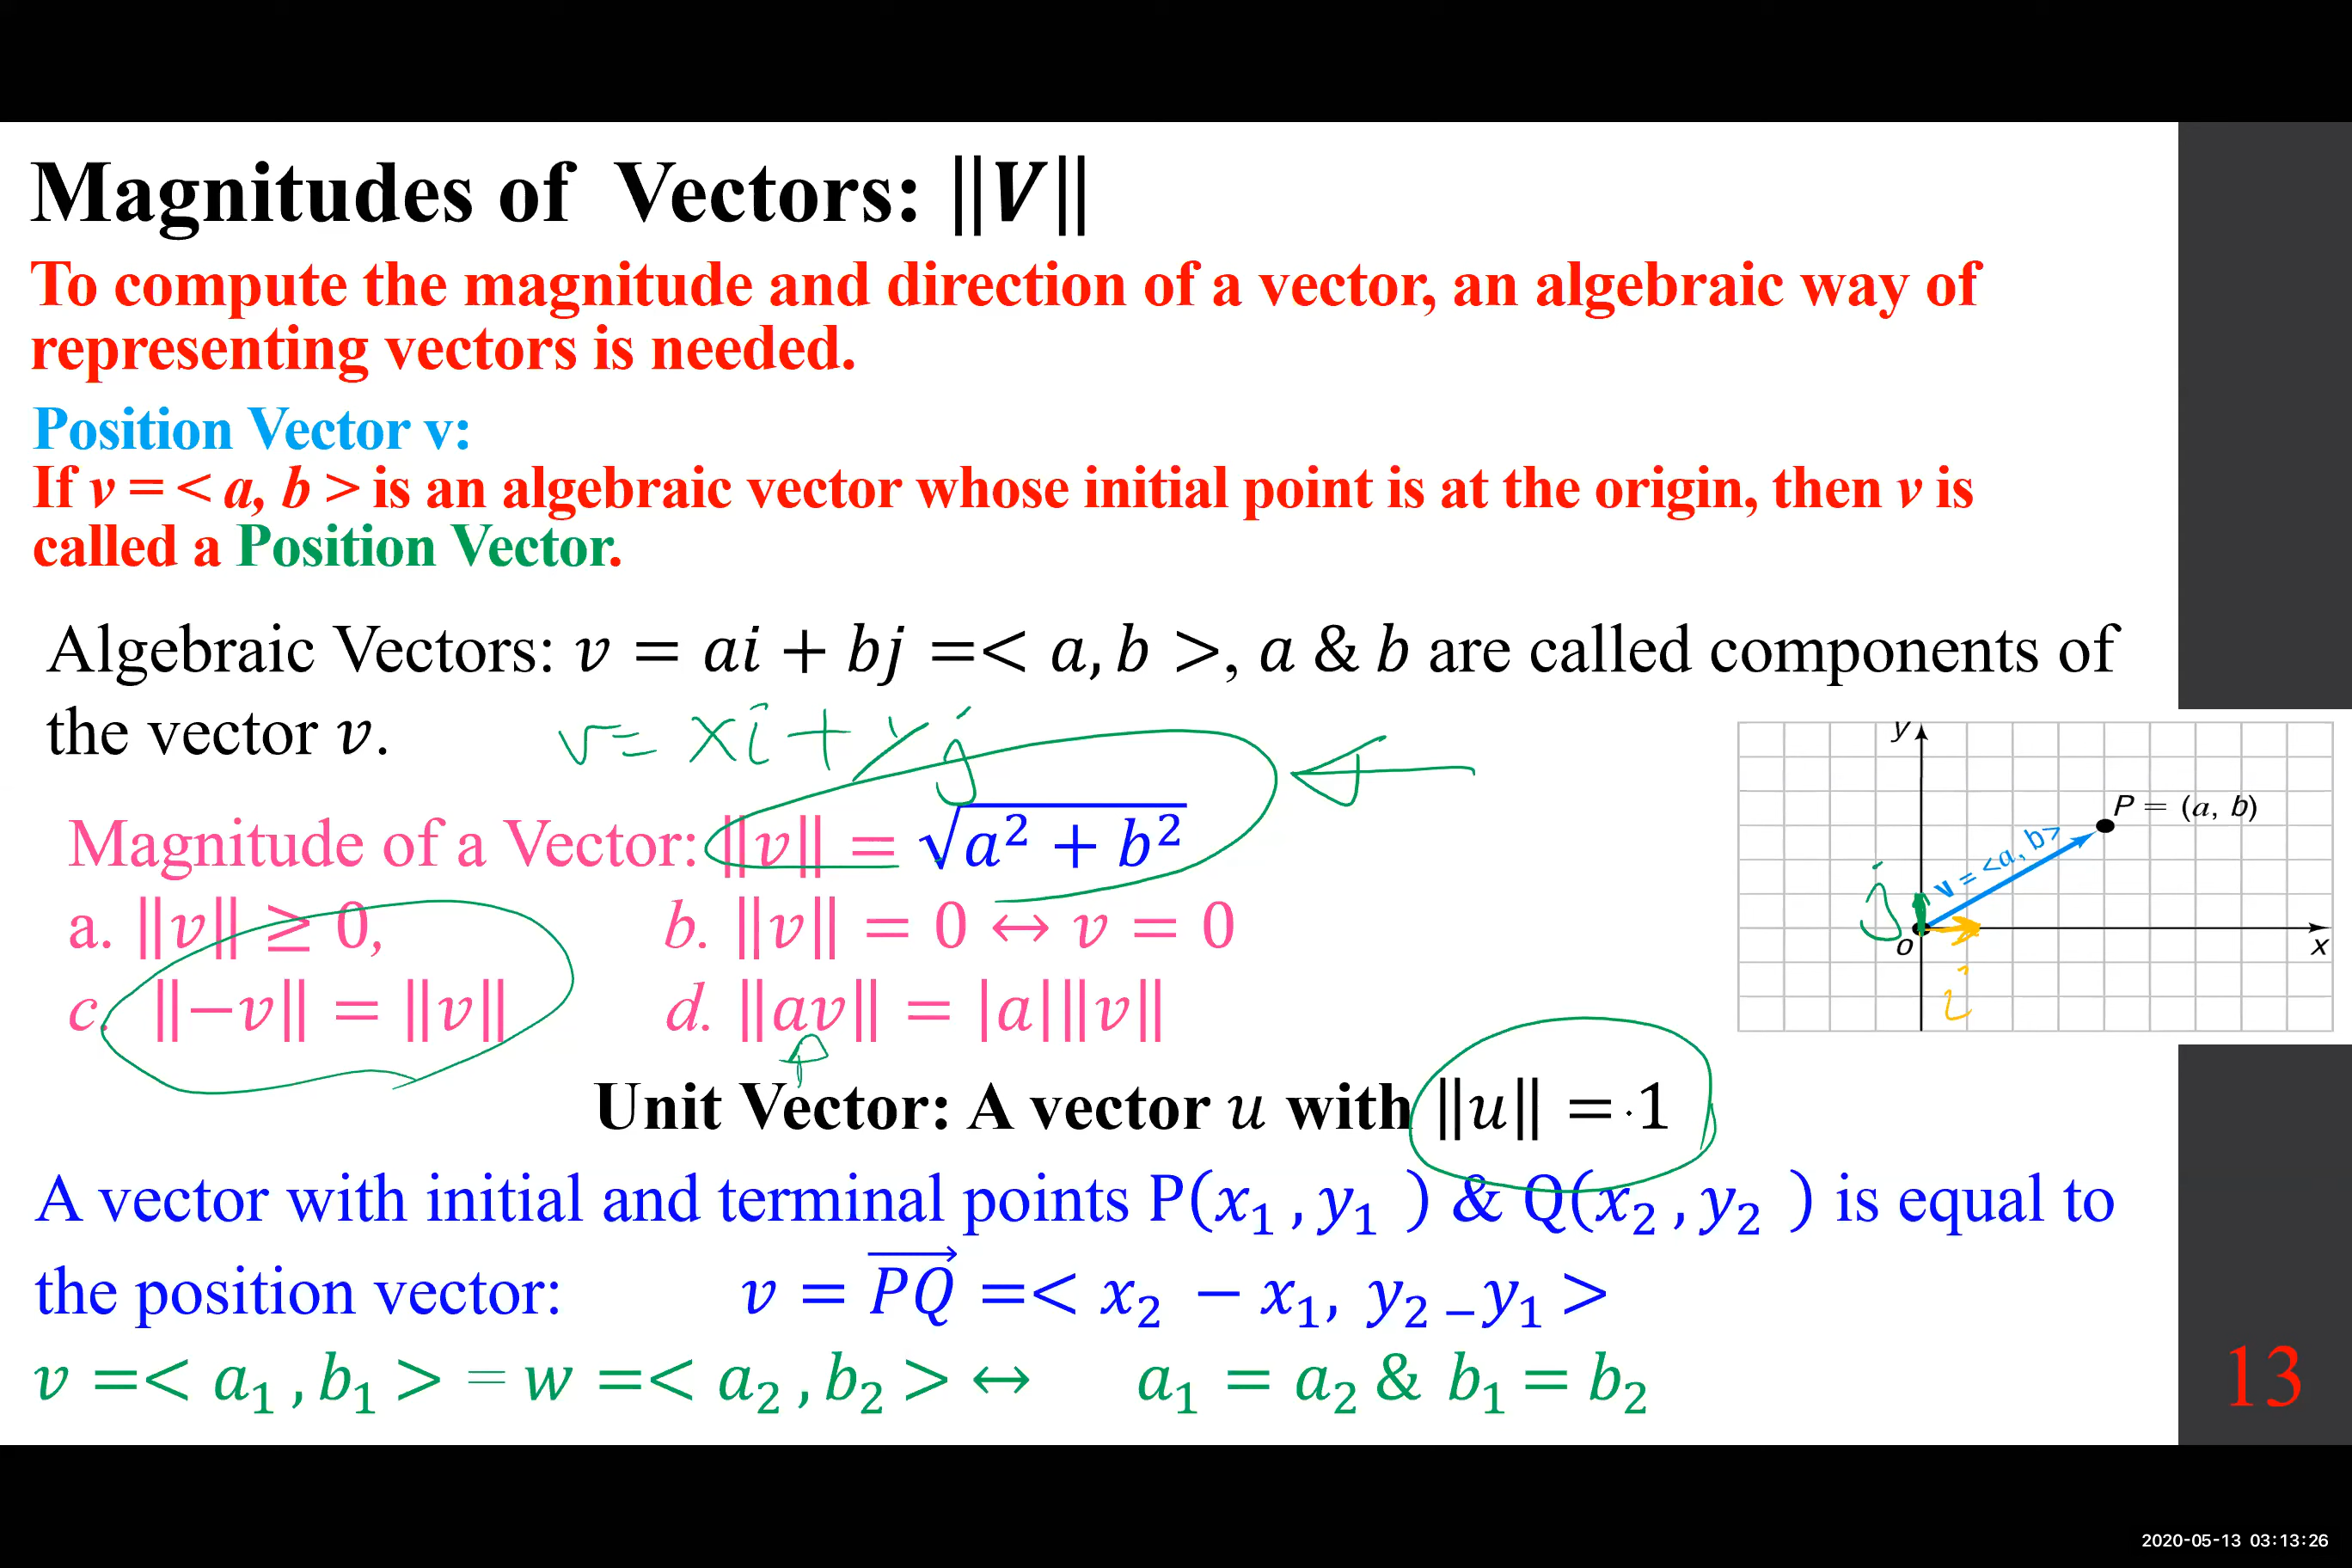 Magnitudes of Vectors: ‖V‖
To compute the magnitude and direction of a vector, an algebraic way of
representing vectors is needed.
Position Vector v:
If v = < a, b > is an algebraic vector whose initial point is at the origin, then v is
called a Position Vector.
Algebraic Vectors: v = ai + bj =< a, b >, a & b are called components of
the vector v.
v = xi + yj
Magnitude of a Vector: ‖v‖ = √a² + b²
a. ‖v‖ ≥ 0, b. ‖v‖ = 0 ↔ v = 0
c. ‖−v‖ = ‖v‖ d. ‖av‖ = |a|‖v‖
y
P = (a, b)
v = <a, b>
j
O
x
i
Unit Vector: A vector u with ‖u‖ = 1
A vector with initial and terminal points P(x₁ , y₁ ) & Q(x₂ , y₂ ) is equal to
the position vector: v = P͞Q⃗ =< x₂ − x₁, y₂ − y₁ >
v =< a₁ , b₁ > = w =< a₂ , b₂ > ↔ a₁ = a₂ & b₁ = b₂
13
2020-05-13 03:13:26